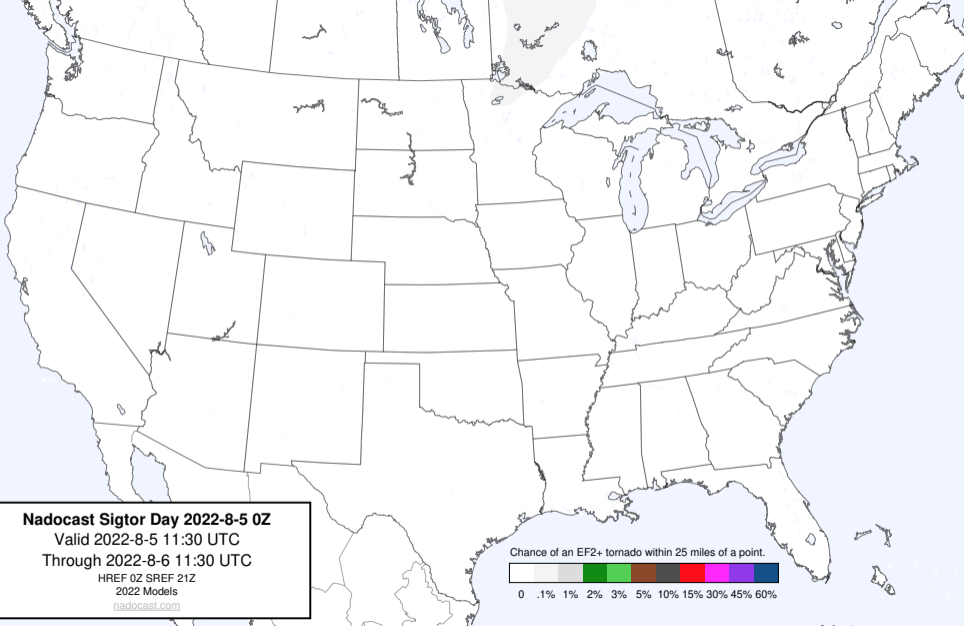 Nadocast Sigtor Day 2022-8-5 0Z
Valid 2022-8-5 11:30 UTC
Through 2022-8-6 11:30 UTC
HREF 0Z SREF 21Z
2022 Models
nadocast.com
Chance of an EF2+ tornado within 25 miles of a point.
0 .1% 1% 2% 3% 5% 10% 15% 30% 45% 60%